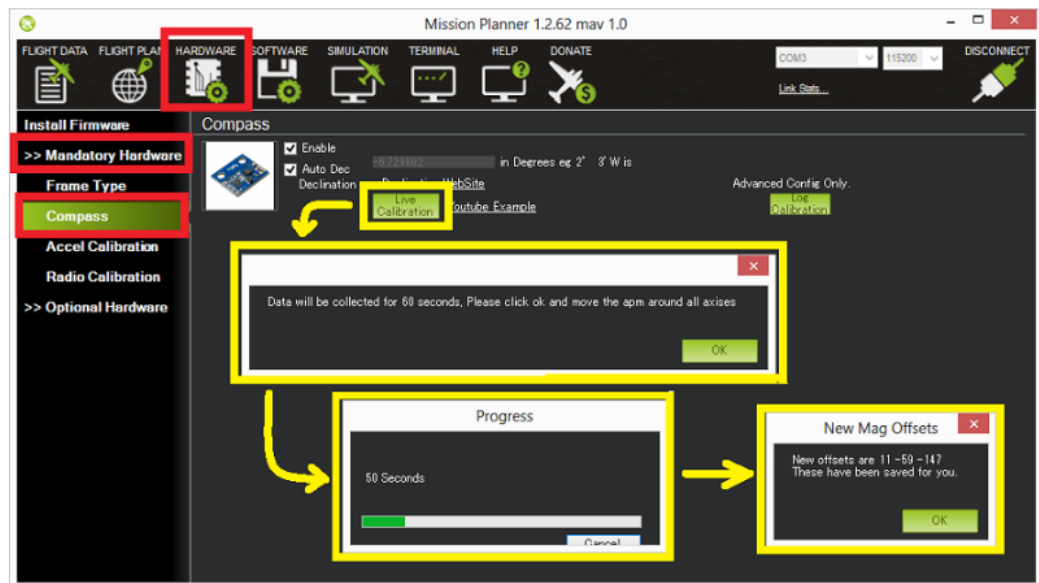 Mission Planner 1.2.62 mav 1.0
FLIGHT DATA FLIGHT PLAN HARDWARE SOFTWARE SIMULATION TERMINAL HELP DONATE
COM3 115200 DISCONNECT
Link Stats...
Install Firmware
>> Mandatory Hardware
Frame Type
Compass
Accel Calibration
Radio Calibration
>> Optional Hardware
Compass
Enable
Auto Dec
-6.729802 in Degrees eg 2° 3' W is
Declination WebSite
Live
Calibration
Youtube Example
Advanced Config Only.
Log
Calibration
Data will be collected for 60 seconds, Please click ok and move the apm around all axises
OK
Progress
50 Seconds
Cancel
New Mag Offsets
New offsets are 11 -59 -147
These have been saved for you.
OK